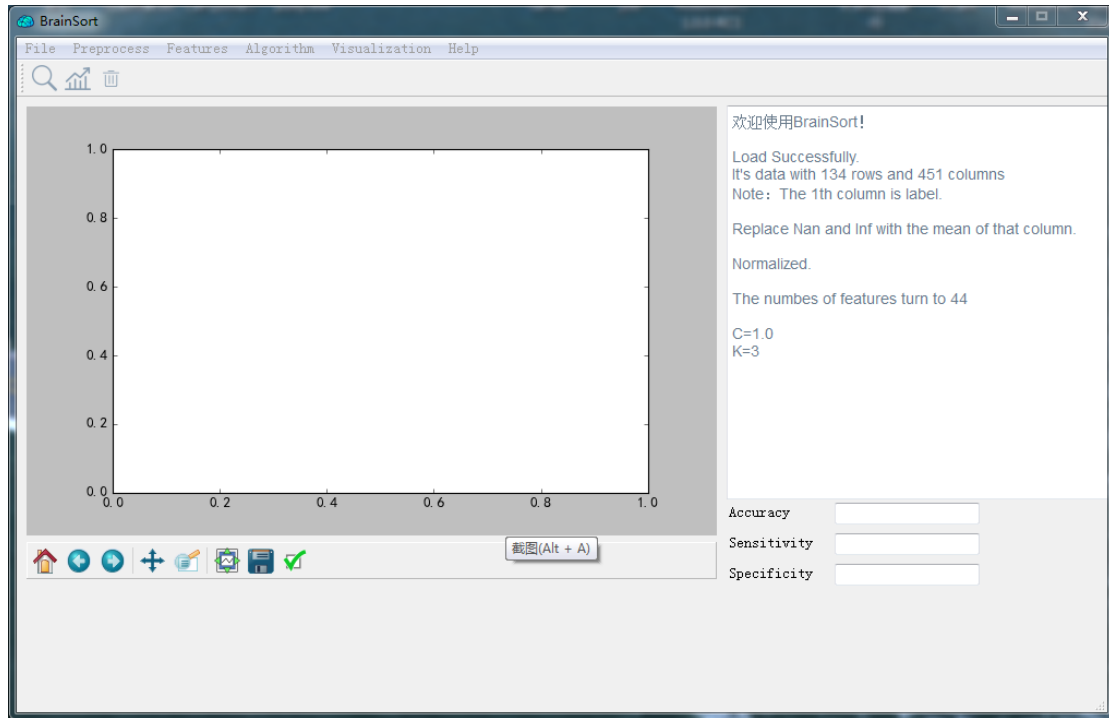 BrainSort
File Preprocess Features Algorithm Visualization Help
欢迎使用BrainSort!
Load Successfully.
It's data with 134 rows and 451 columns
Note：The 1th column is label.
Replace Nan and Inf with the mean of that column.
Normalized.
The numbes of features turn to 44
C=1.0
K=3
1.0
0.8
0.6
0.4
0.2
0.0
0.0 0.2 0.4 0.6 0.8 1.0
截图(Alt + A)
Accuracy
Sensitivity
Specificity